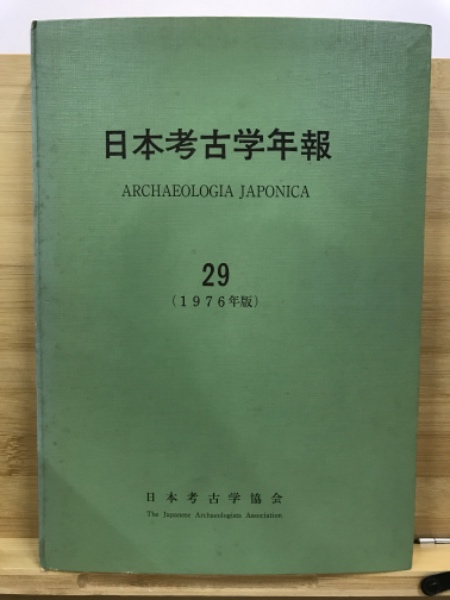 日本考古学年報
ARCHAEOLOGIA JAPONICA
29
（1976年版）
日本考古学協会
The Japanese Archaeologists Association